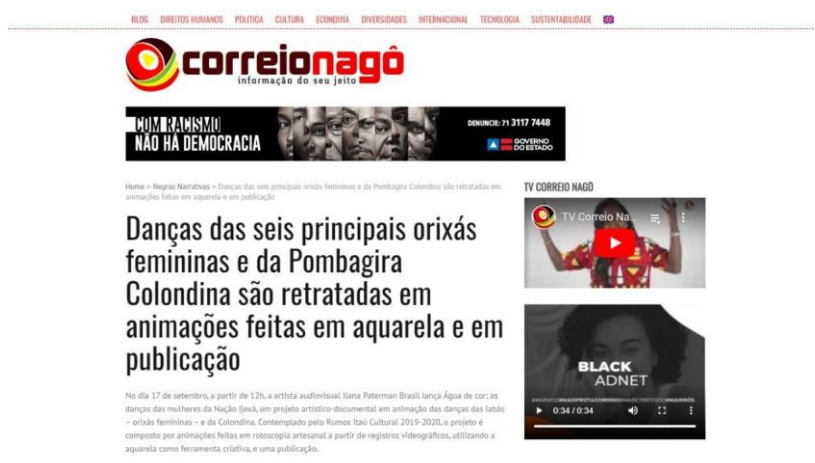 BLOG DIREITOS HUMANOS POLITICA CULTURA ECONOMIA DIVERSIDADES INTERNACIONAL TECNOLOGIA SUSTENTABILIDADE
correionagô
informação do seu jeito
COM RACISMO
NÃO HÁ DEMOCRACIA
DENUNCIE: 71 3117 7448
GOVERNO
DO ESTADO
Home » Negras Narrativas » Danças das seis principais orixás femininas e da Pombagira Colondina são retratadas em
animações feitas em aquarela e em publicação
TV CORREIO NAGÔ
TV Correio Na...
Danças das seis principais orixás
femininas e da Pombagira
Colondina são retratadas em
animações feitas em aquarela e em
publicação
BLACK
ADNET
0:34 / 0:34
No dia 17 de setembro, a partir de 12h, a artista audiovisual Ilana Paterman Brasil lança Água de cor: as
danças das mulheres da Nação Ijexá, um projeto artístico-documental em animação das danças das Iabás
– orixás femininas – e da Colondina. Contemplado pelo Rumos Itaú Cultural 2019-2020, o projeto é
composto por animações feitas em rotoscopia artesanal a partir de registros videográficos, utilizando a
aquarela como ferramenta criativa, e uma publicação.